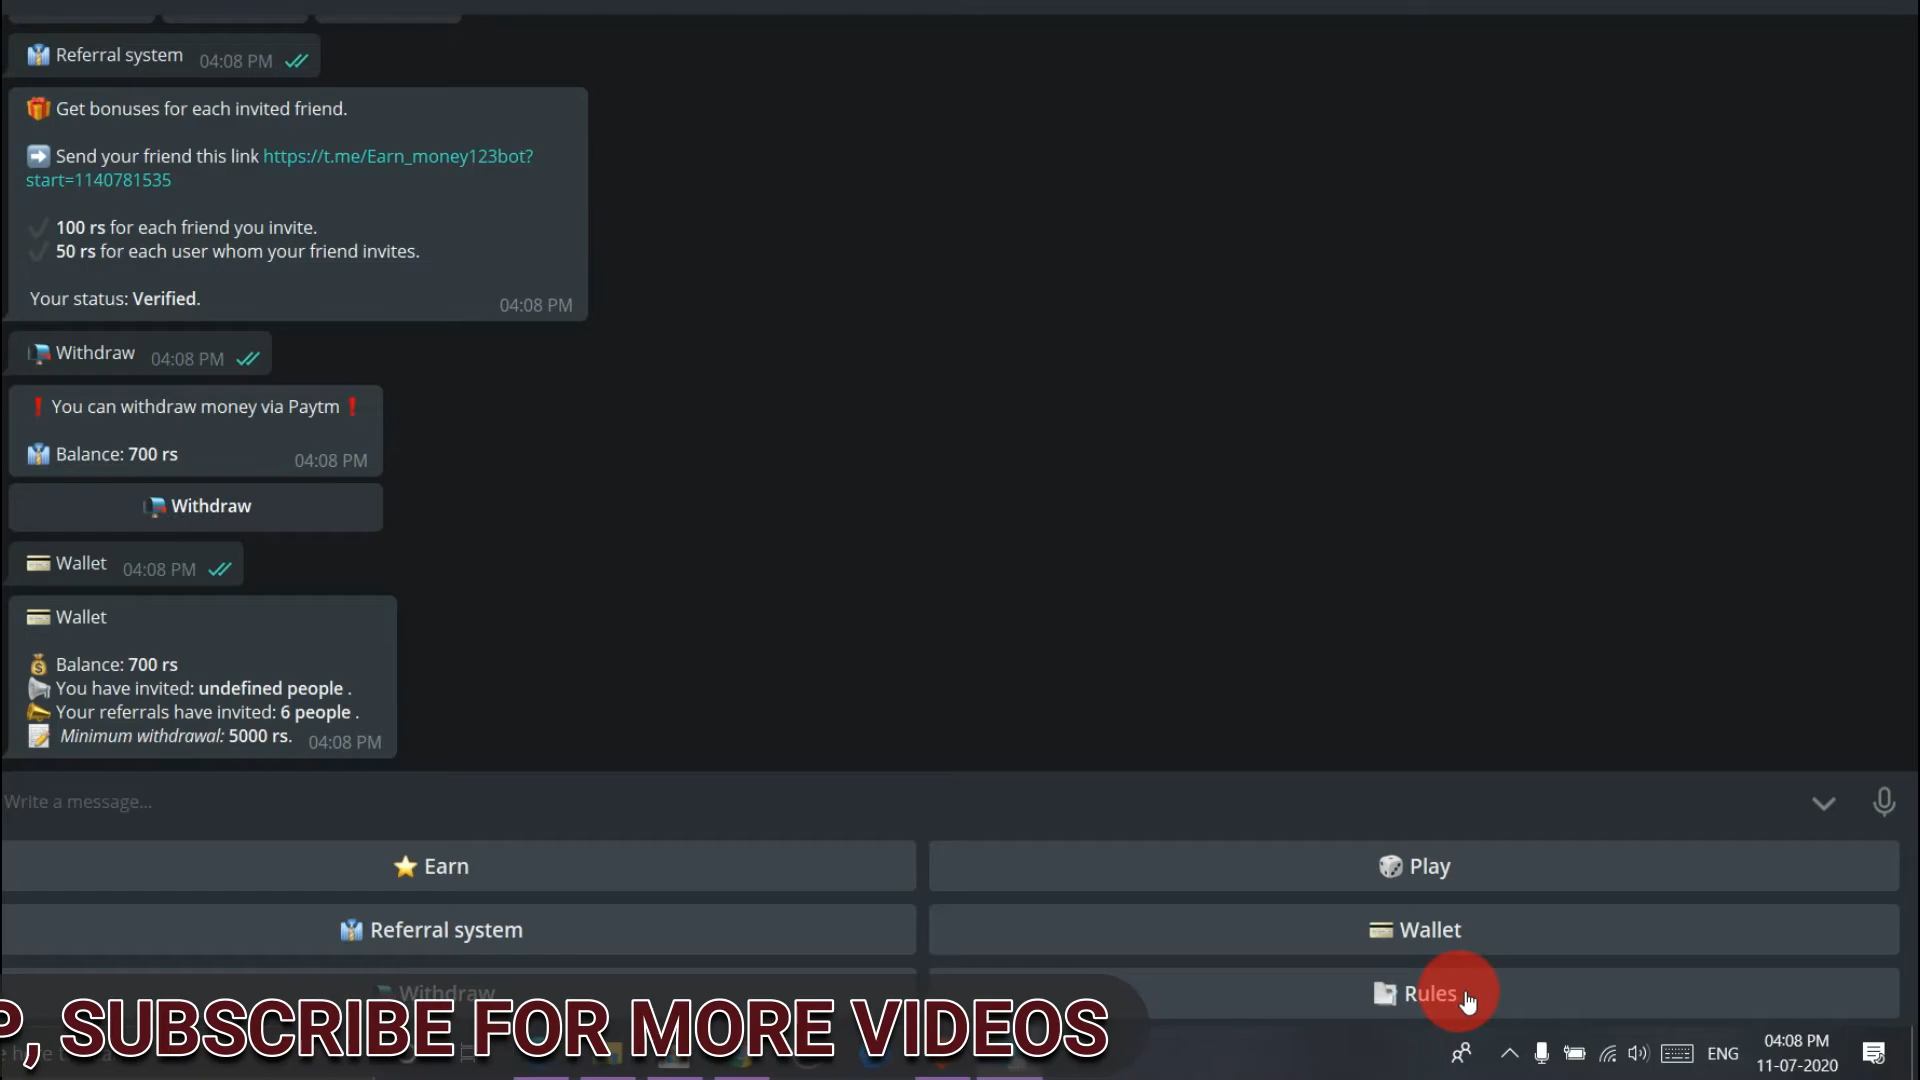 Referral system 04:08 PM
Get bonuses for each invited friend.
Send your friend this link https://t.me/Earn_money123bot?
start=1140781535
100 rs for each friend you invite.
50 rs for each user whom your friend invites.
Your status: Verified.
04:08 PM
Withdraw 04:08 PM
You can withdraw money via Paytm
Balance: 700 rs
04:08 PM
Withdraw
Wallet 04:08 PM
Wallet
Balance: 700 rs
You have invited: undefined people .
Your referrals have invited: 6 people .
Minimum withdrawal: 5000 rs. 04:08 PM
Write a message...
Earn
Play
Referral system
Wallet
Withdraw
Rules
P, SUBSCRIBE FOR MORE VIDEOS
ENG
04:08 PM
11-07-2020